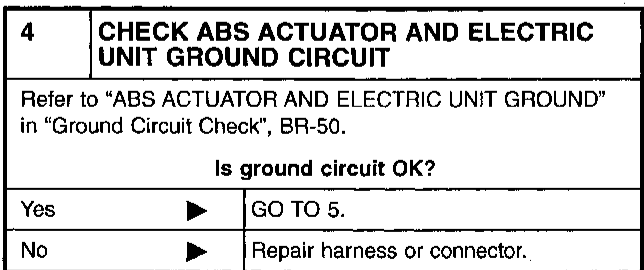 4 CHECK ABS ACTUATOR AND ELECTRIC
UNIT GROUND CIRCUIT
Refer to "ABS ACTUATOR AND ELECTRIC UNIT GROUND"
in "Ground Circuit Check", BR-50.
Is ground circuit OK?
Yes ► GO TO 5.
No ► Repair harness or connector.